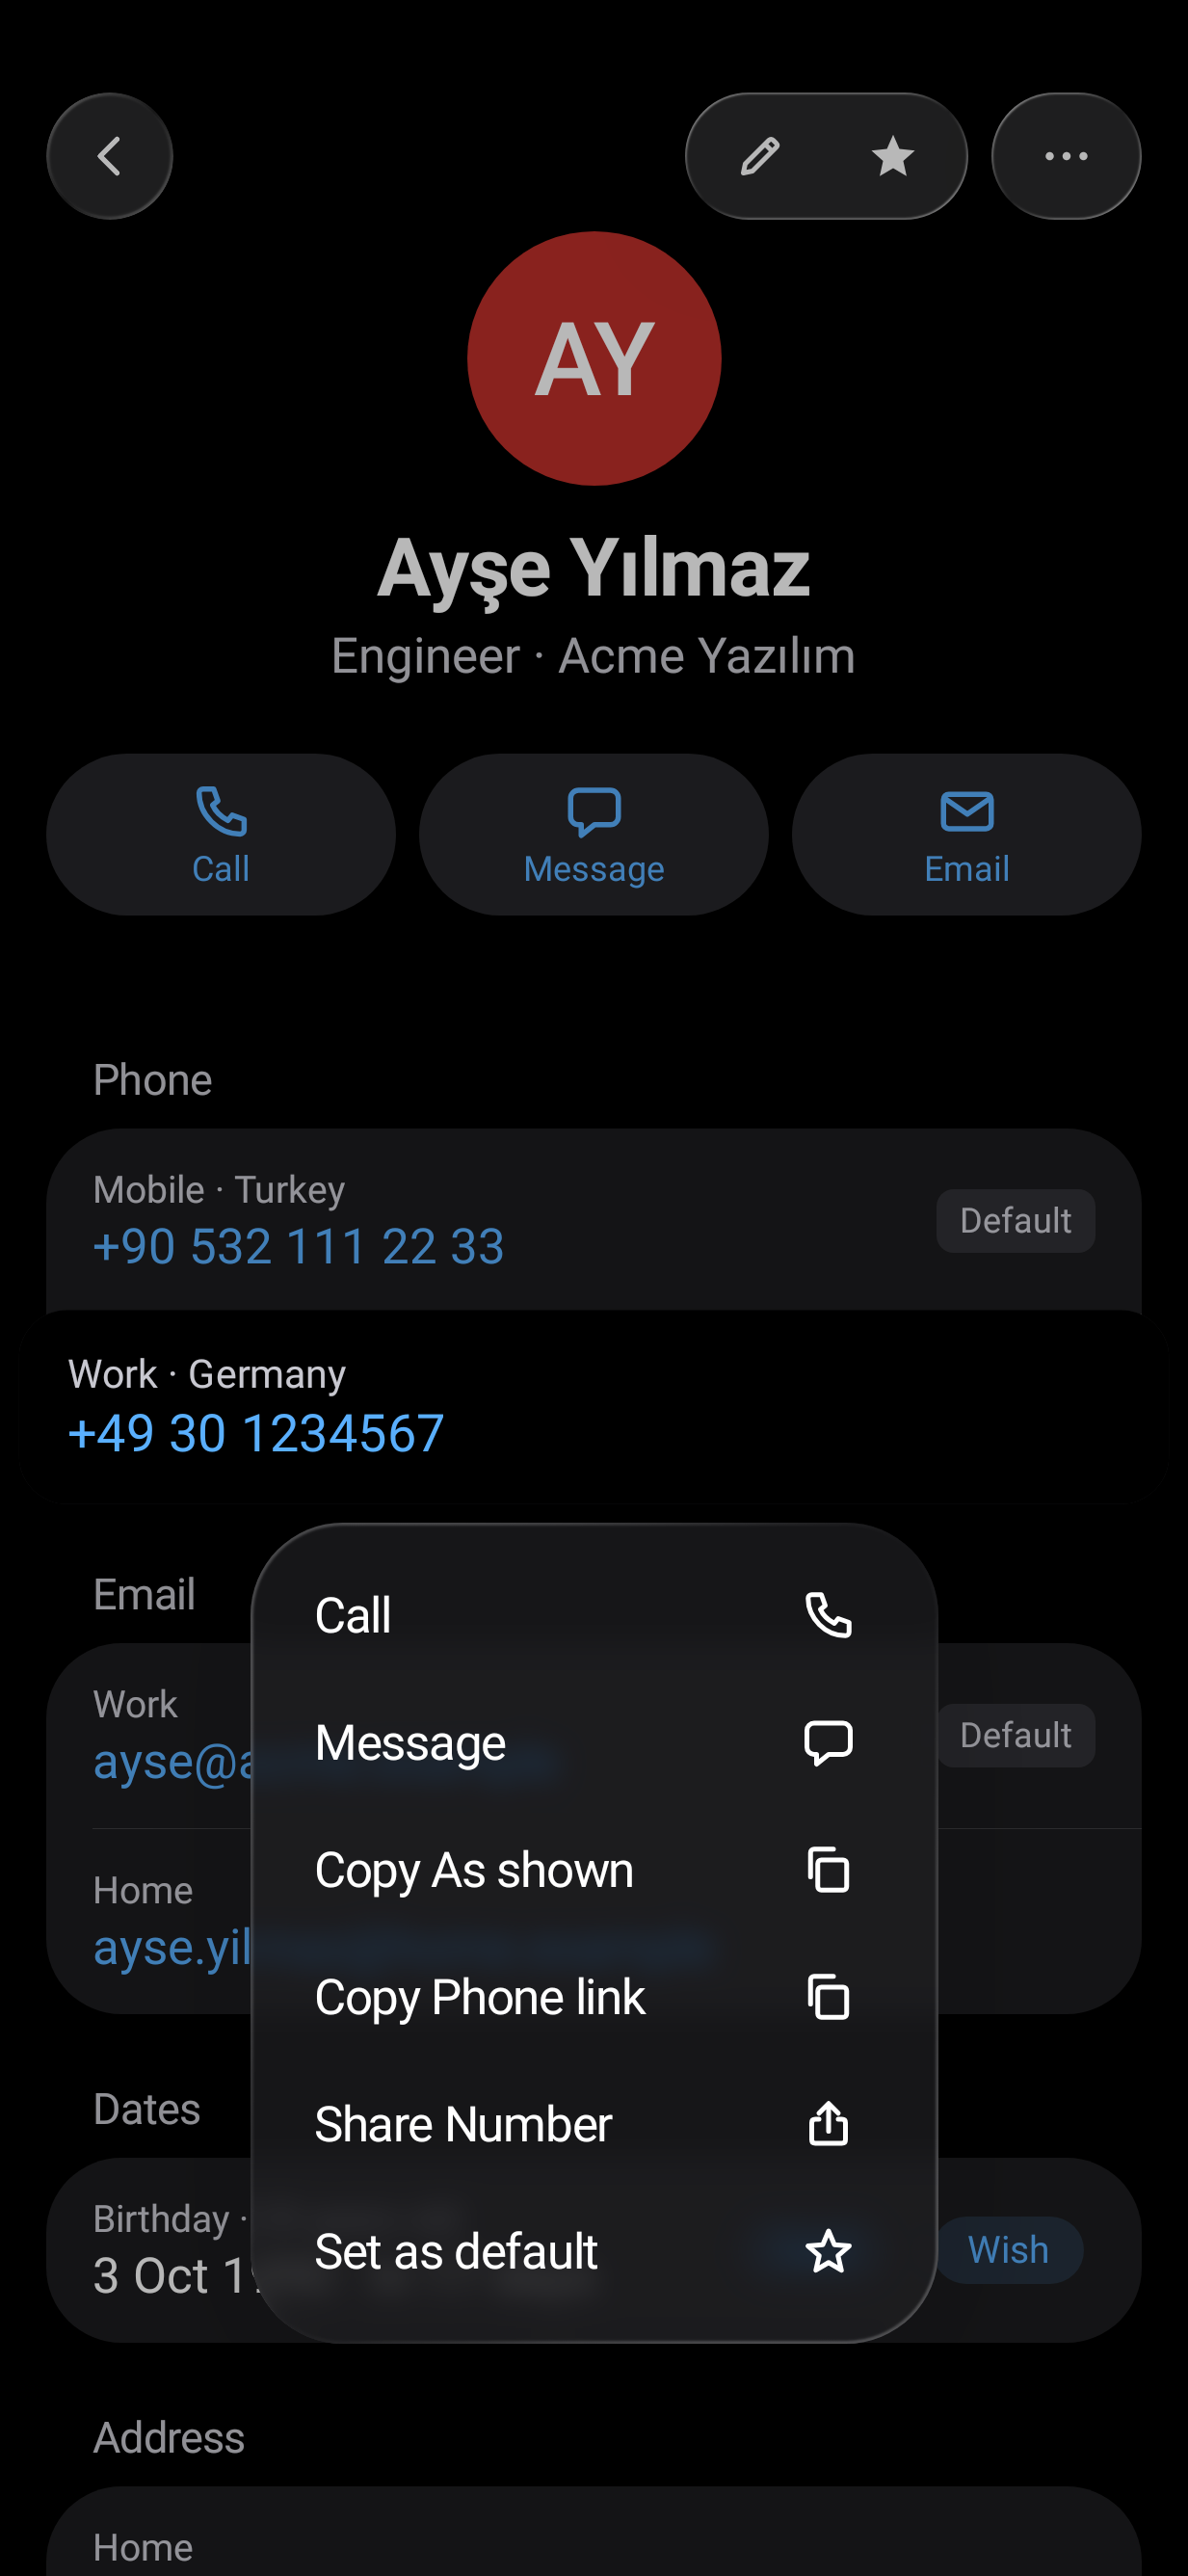 AY
Ayşe Yılmaz
Engineer · Acme Yazılım
Call
Message
Email
Phone
Mobile · Turkey
+90 532 111 22 33
Default
Work · Germany
+49 30 1234567
Call
Message
Copy As shown
Copy Phone link
Share Number
Set as default
Email
Work
Default
Home
Dates
Birthday ·
3 Oct
Wish
Address
Home